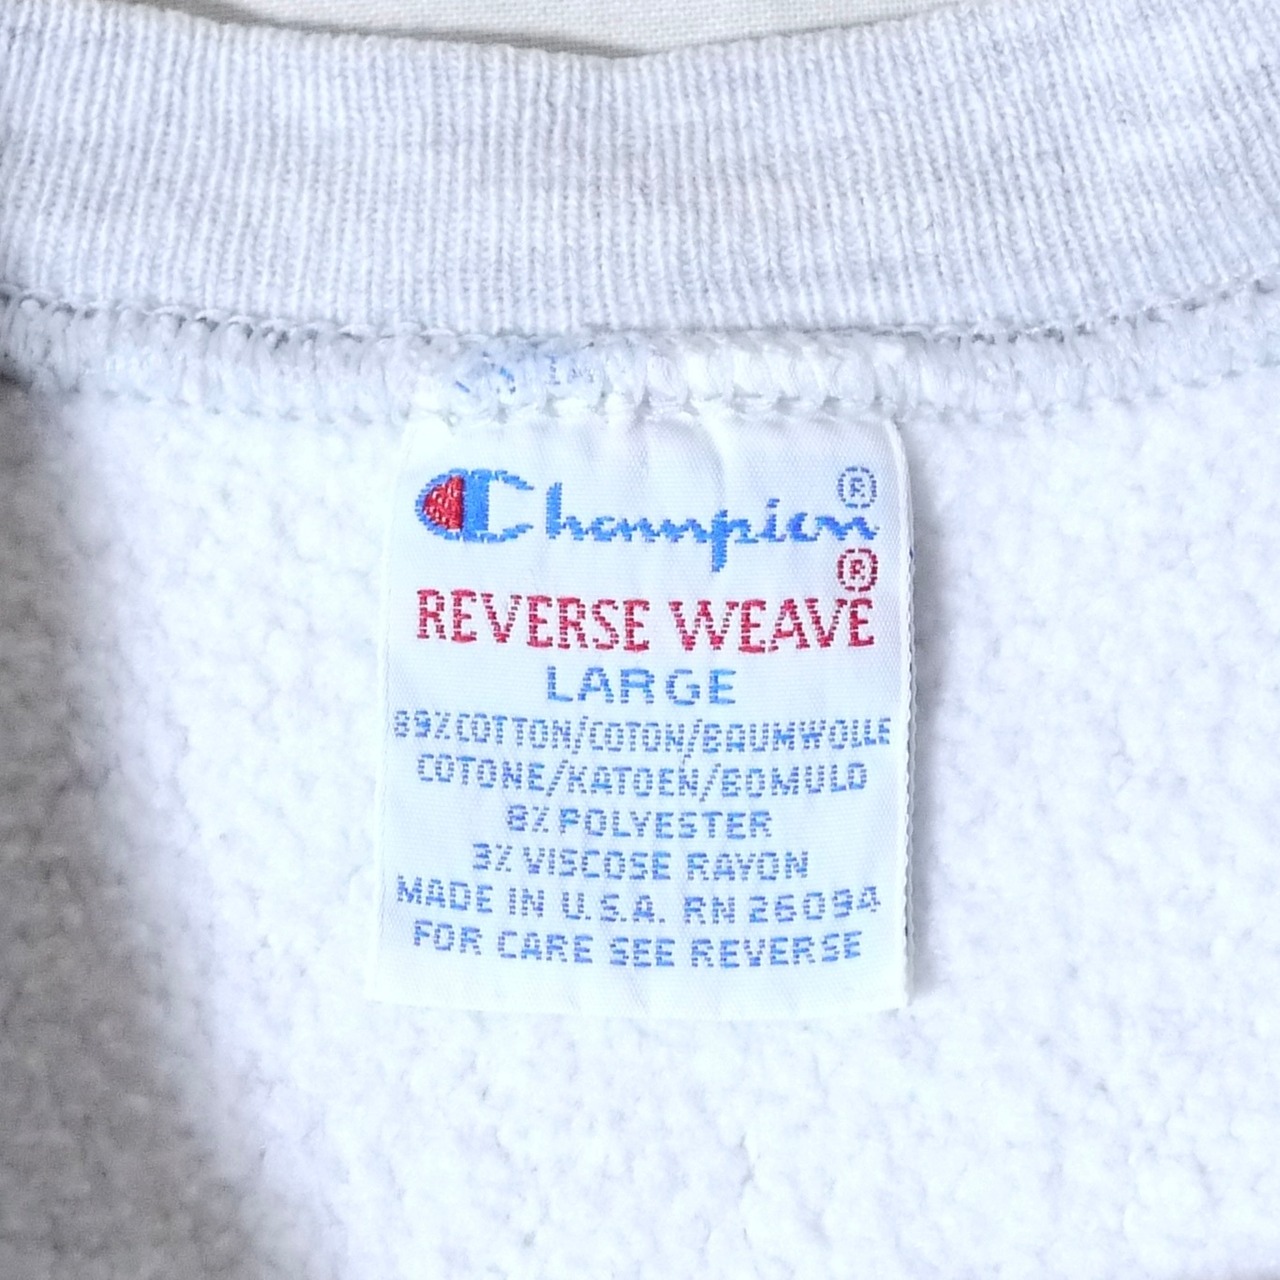 Champion®
®
REVERSE WEAVE
LARGE
89% COTTON/COTON/BAUMWOLLE
COTONE/KATOEN/BOMULD
8% POLYESTER
3% VISCOSE RAYON
MADE IN U.S.A. RN 26094
FOR CARE SEE REVERSE